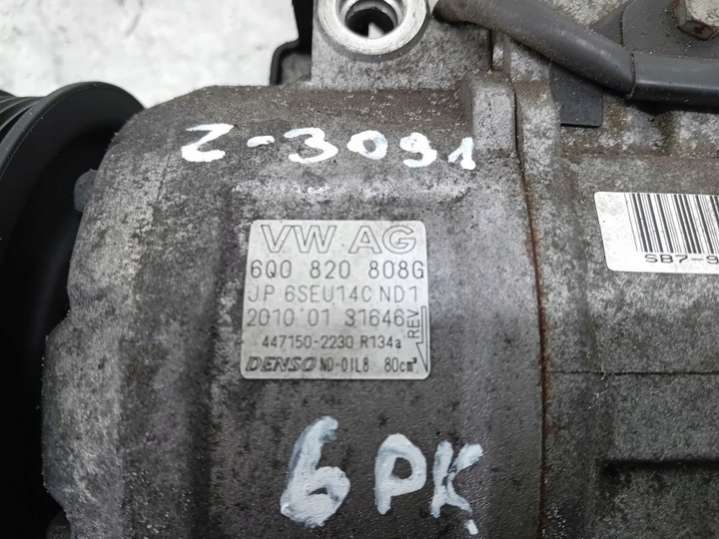 Z-3091
VW AG
6Q0 820 808G
JP 6SEU14C ND1
2010 01 31646
REV
447150-2230 R134a
DENSO ND-OIL8 80cm³
SB7-9
6PK